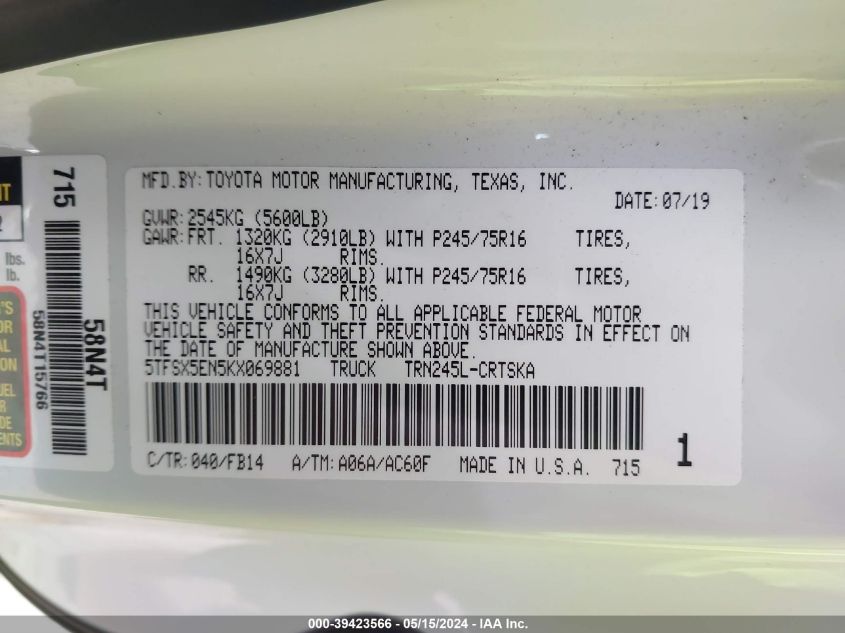 MFD.BY:TOYOTA MOTOR MANUFACTURING, TEXAS, INC.
DATE:07/19
GVWR:2545KG (5600LB)
GAWR:FRT. 1320KG (2910LB) WITH P245/75R16 TIRES,
16X7J RIMS.
RR. 1490KG (3280LB) WITH P245/75R16 TIRES,
16X7J RIMS.
THIS VEHICLE CONFORMS TO ALL APPLICABLE FEDERAL MOTOR
VEHICLE SAFETY AND THEFT PREVENTION STANDARDS IN EFFECT ON
THE DATE OF MANUFACTURE SHOWN ABOVE.
5TFSX5EN5KX069881 TRUCK TRN245L-CRTSKA
C/TR:040/FB14 A/TM:A06A/AC60F MADE IN U.S.A. 715
1
715
58N4T
58N4T15766
lbs.
lb.
000-39423566 - 05/15/2024 - Copyright © 2024 IAA, Inc.